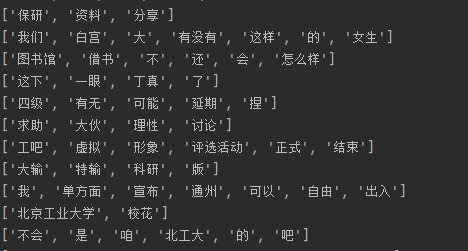 ['保研', '资料', '分享']
['我们', '白宫', '大', '有没有', '这样', '的', '女生']
['图书馆', '借书', '不', '还', '会', '怎么样']
['这下', '一眼', '丁真', '了']
['四级', '有无', '可能', '延期', '捏']
['求助', '大伙', '理性', '讨论']
['工吧', '虚拟', '形象', '评选活动', '正式', '结束']
['大输', '特输', '科研', '版']
['我', '单方面', '宣布', '通州', '可以', '自由', '出入']
['北京工业大学', '校花']
['不会', '是', '咱', '北工大', '的', '吧']